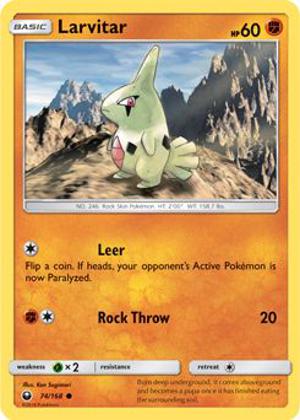 BASIC Larvitar HP 60
NO. 246 Rock Skin Pokémon HT: 2'00" WT: 158.7 lbs.
Leer
Flip a coin. If heads, your opponent's Active Pokémon is
now Paralyzed.
Rock Throw 20
weakness ×2 resistance retreat
Illus. Ken Sugimori
74/168
Born deep underground, it comes aboveground
and becomes a pupa once it has finished eating
the surrounding soil.